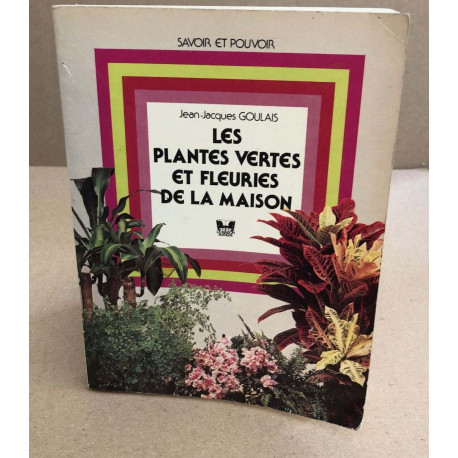 SAVOIR ET POUVOIR
Jean-Jacques GOULAIS
LES
PLANTES VERTES
ET FLEURIES
DE LA MAISON